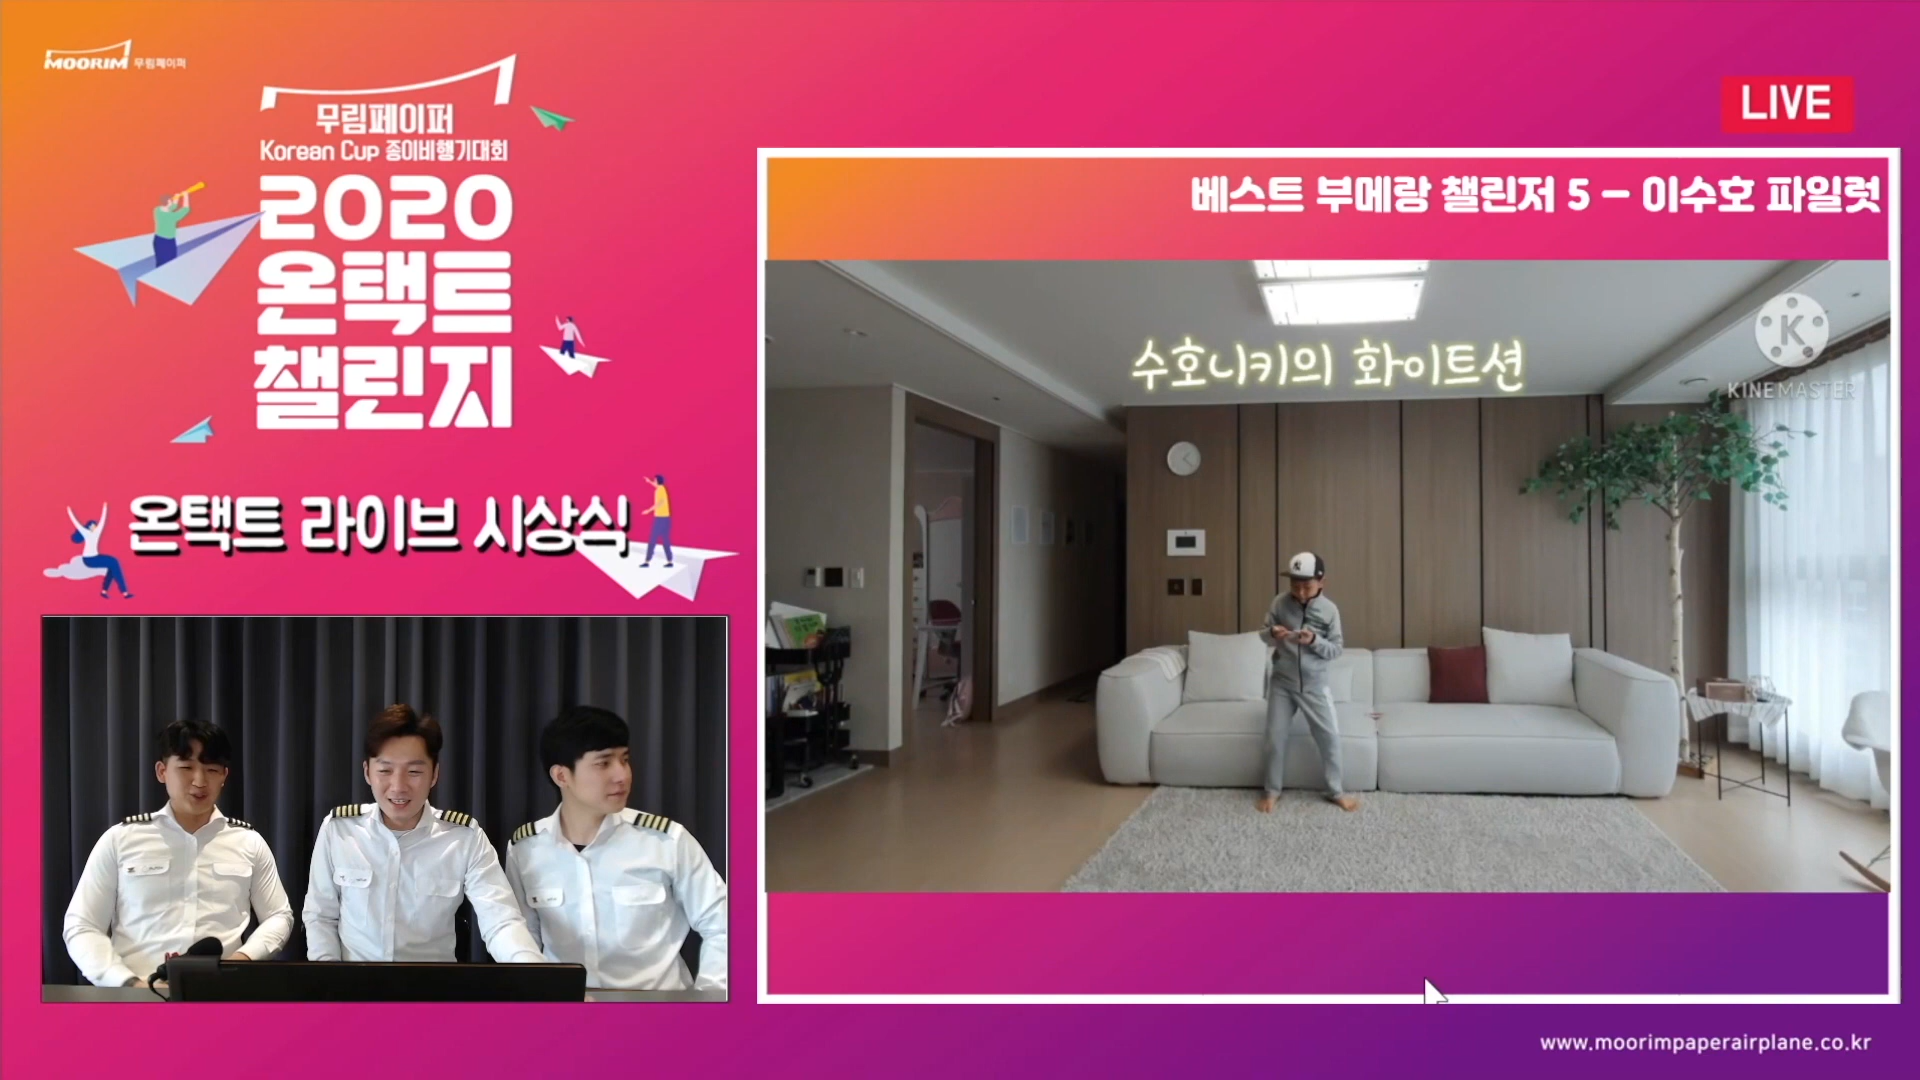 MOORIM 무림페이퍼
무림페이퍼
Korean Cup 종이비행기대회
2020
온택트
챌린지
온택트 라이브 시상식
LIVE
베스트 부메랑 챌린저 5 – 이수호 파일럿
수호니키의 화이트션
K
KINEMASTER
www.moorimpaperairplane.co.kr